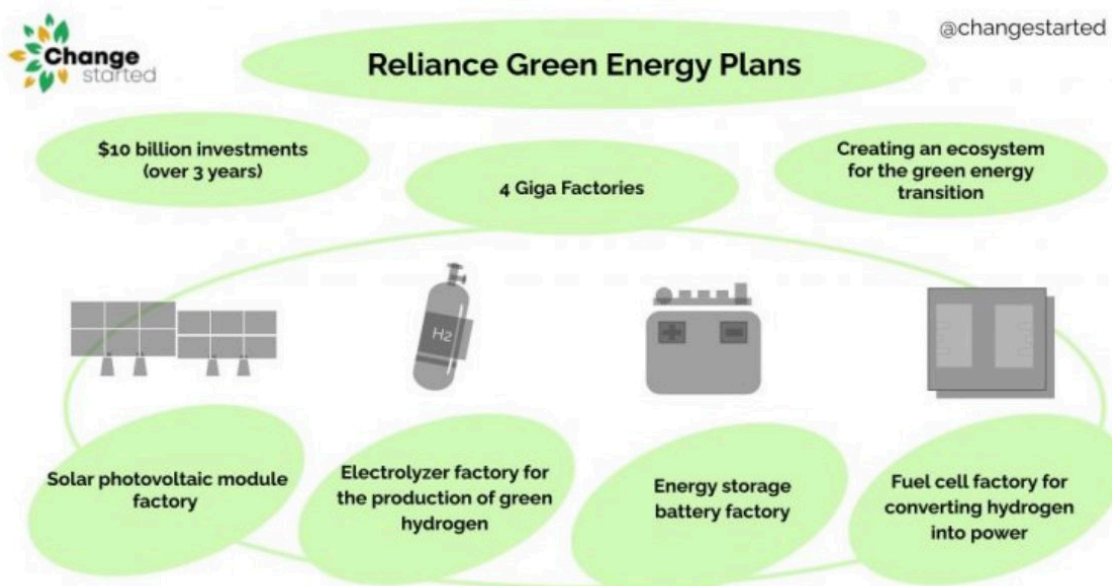 Change
started
@changestarted
Reliance Green Energy Plans
$10 billion investments
(over 3 years)
4 Giga Factories
Creating an ecosystem
for the green energy
transition
H2
Solar photovoltaic module
factory
Electrolyzer factory for
the production of green
hydrogen
Energy storage
battery factory
Fuel cell factory for
converting hydrogen
into power